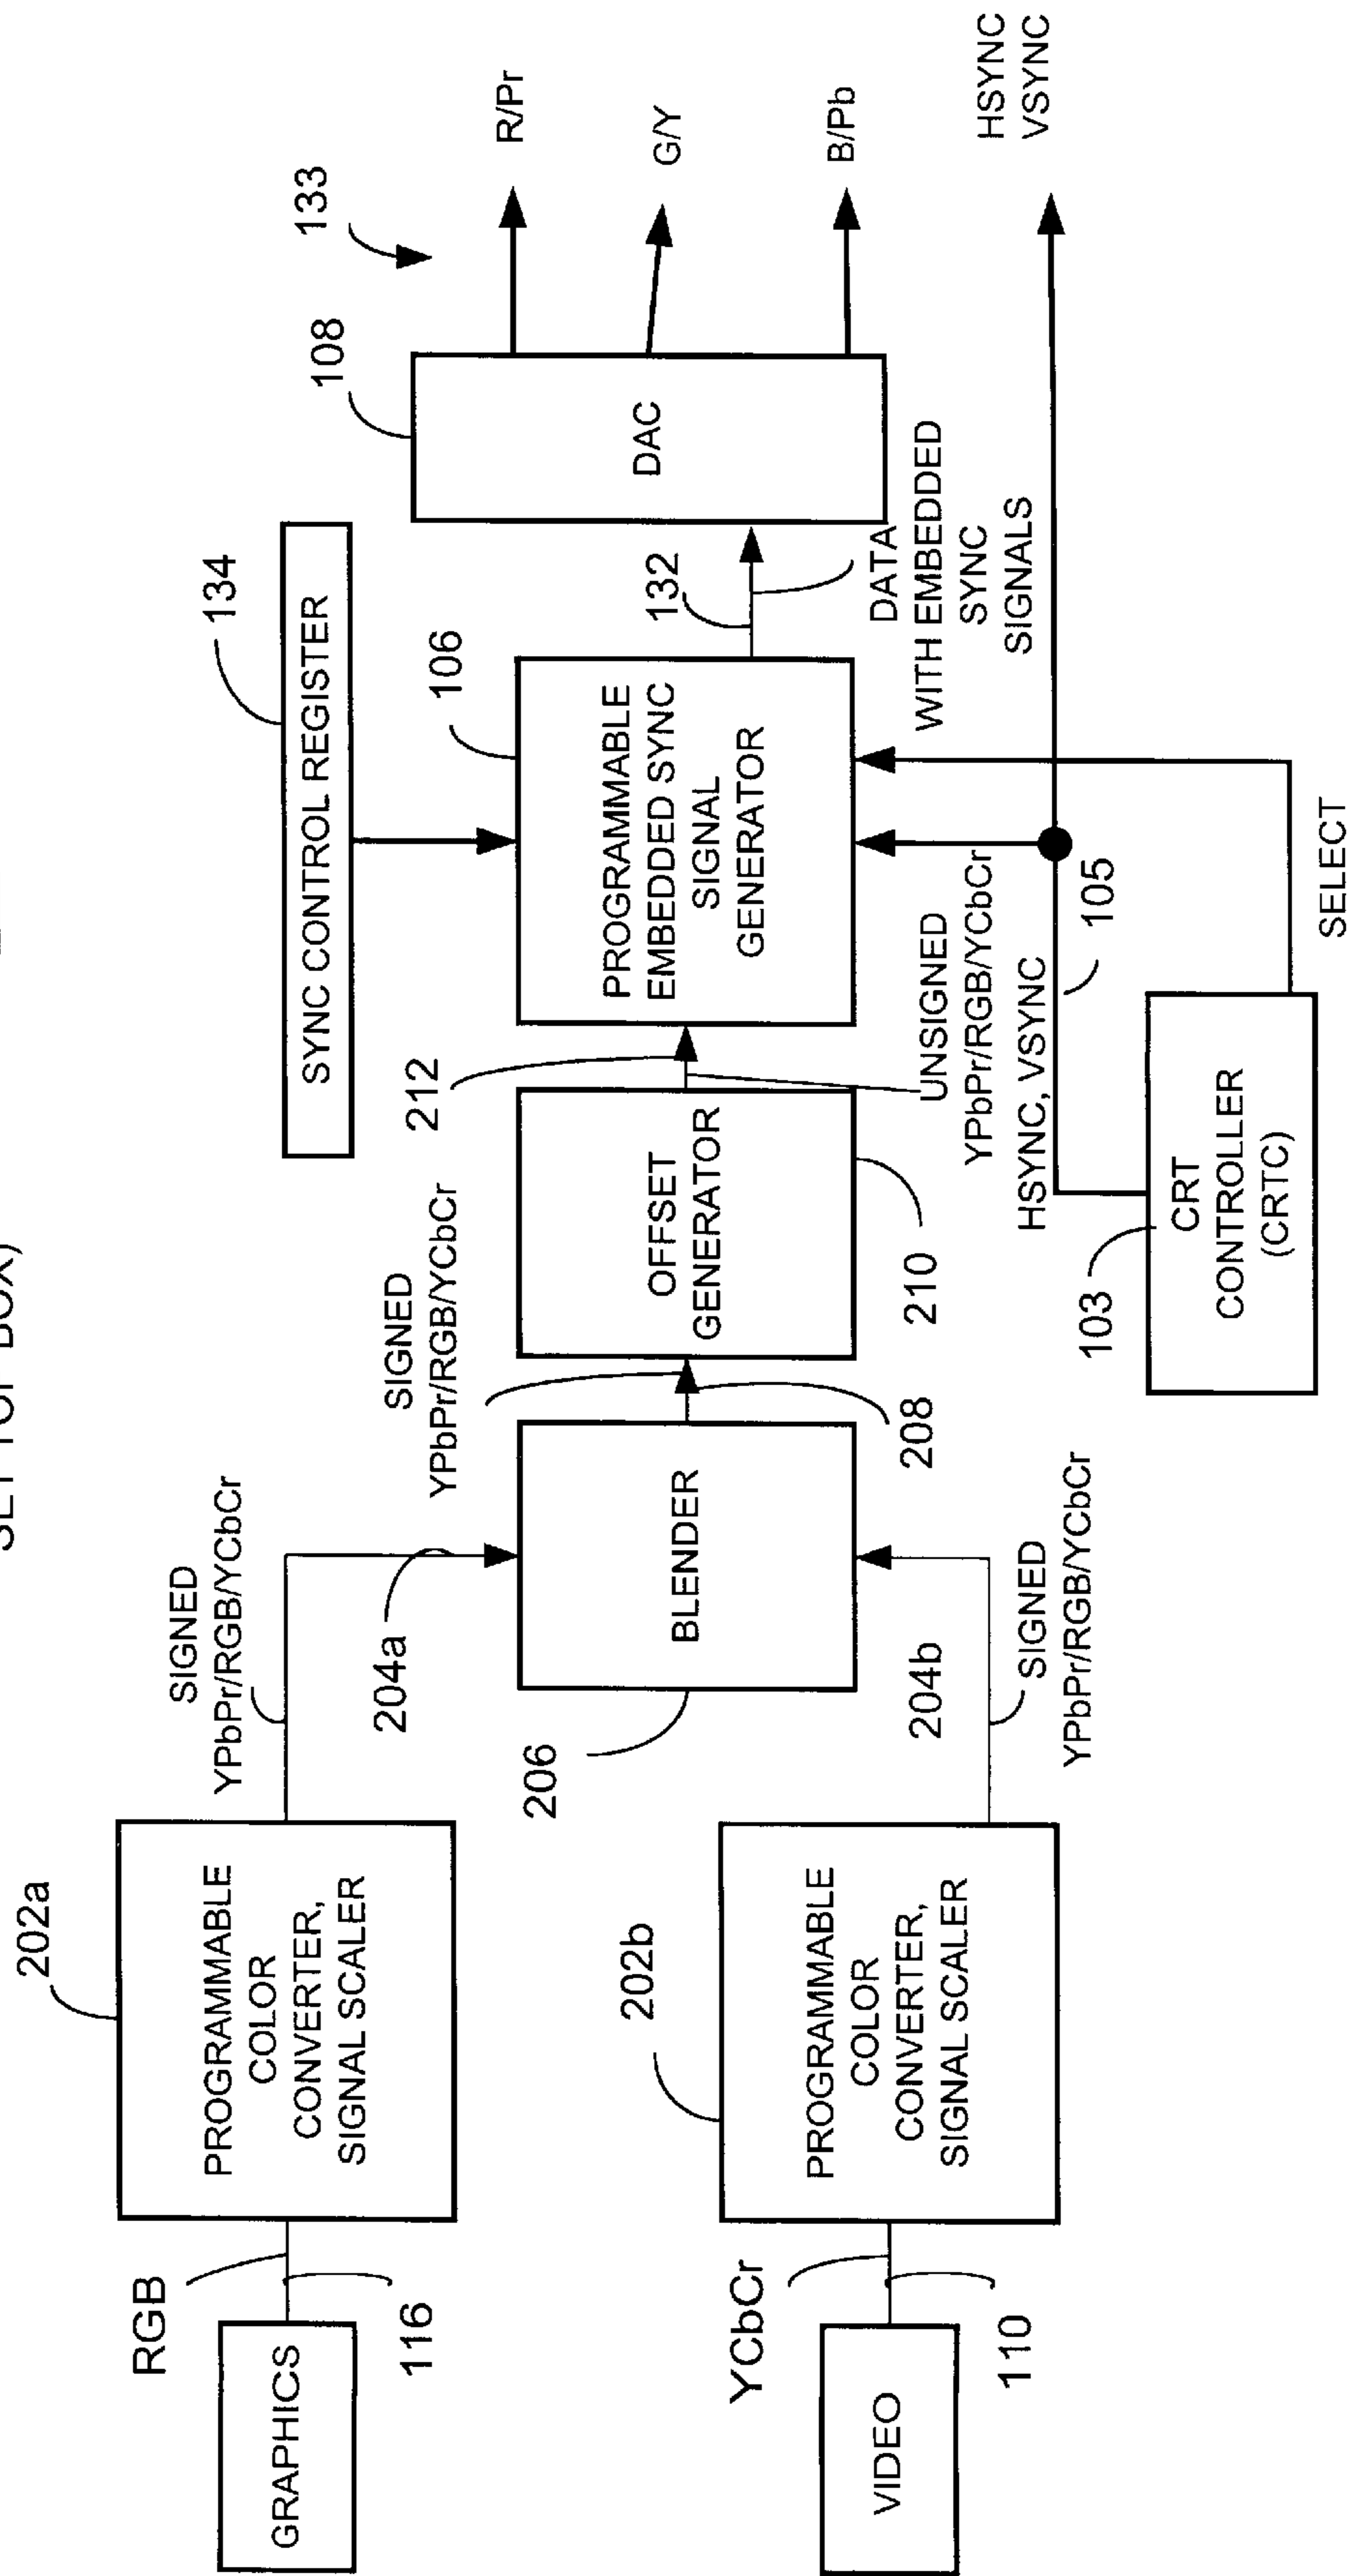 SET TOP BOX)
202a
PROGRAMMABLE
COLOR
CONVERTER,
SIGNAL SCALER
RGB
GRAPHICS
116
SIGNED
YPbPr/RGB/YCbCr
204a
202b
PROGRAMMABLE
COLOR
CONVERTER,
SIGNAL SCALER
YCbCr
VIDEO
110
SIGNED
YPbPr/RGB/YCbCr
204b
206
BLENDER
SIGNED
YPbPr/RGB/YCbCr
208
OFFSET
GENERATOR
210
212
UNSIGNED
YPbPr/RGB/YCbCr
SYNC CONTROL REGISTER
134
106
PROGRAMMABLE
EMBEDDED SYNC
SIGNAL
GENERATOR
132
DATA
WITH EMBEDDED
SYNC
SIGNALS
HSYNC, VSYNC
105
103
CRT
CONTROLLER
(CRTC)
SELECT
108
DAC
133
R/Pr
G/Y
B/Pb
HSYNC
VSYNC